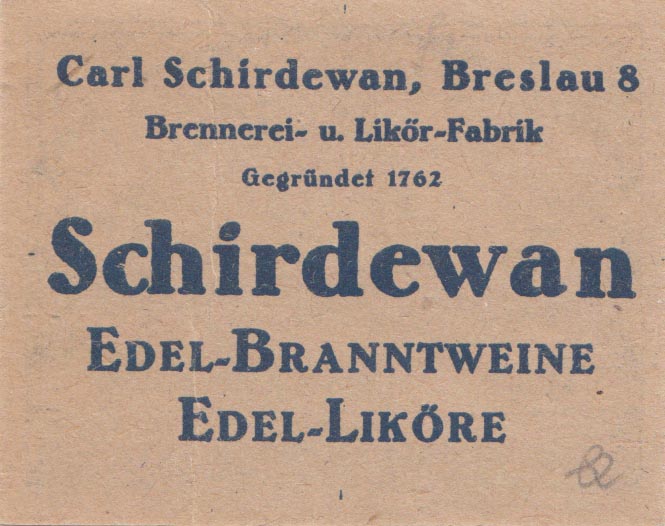 Carl Schirdewan, Breslau 8
Brennerei- u. Likör-Fabrik
Gegründet 1762
Schirdewan
EDEL-BRANNTWEINE
EDEL-LIKÖRE